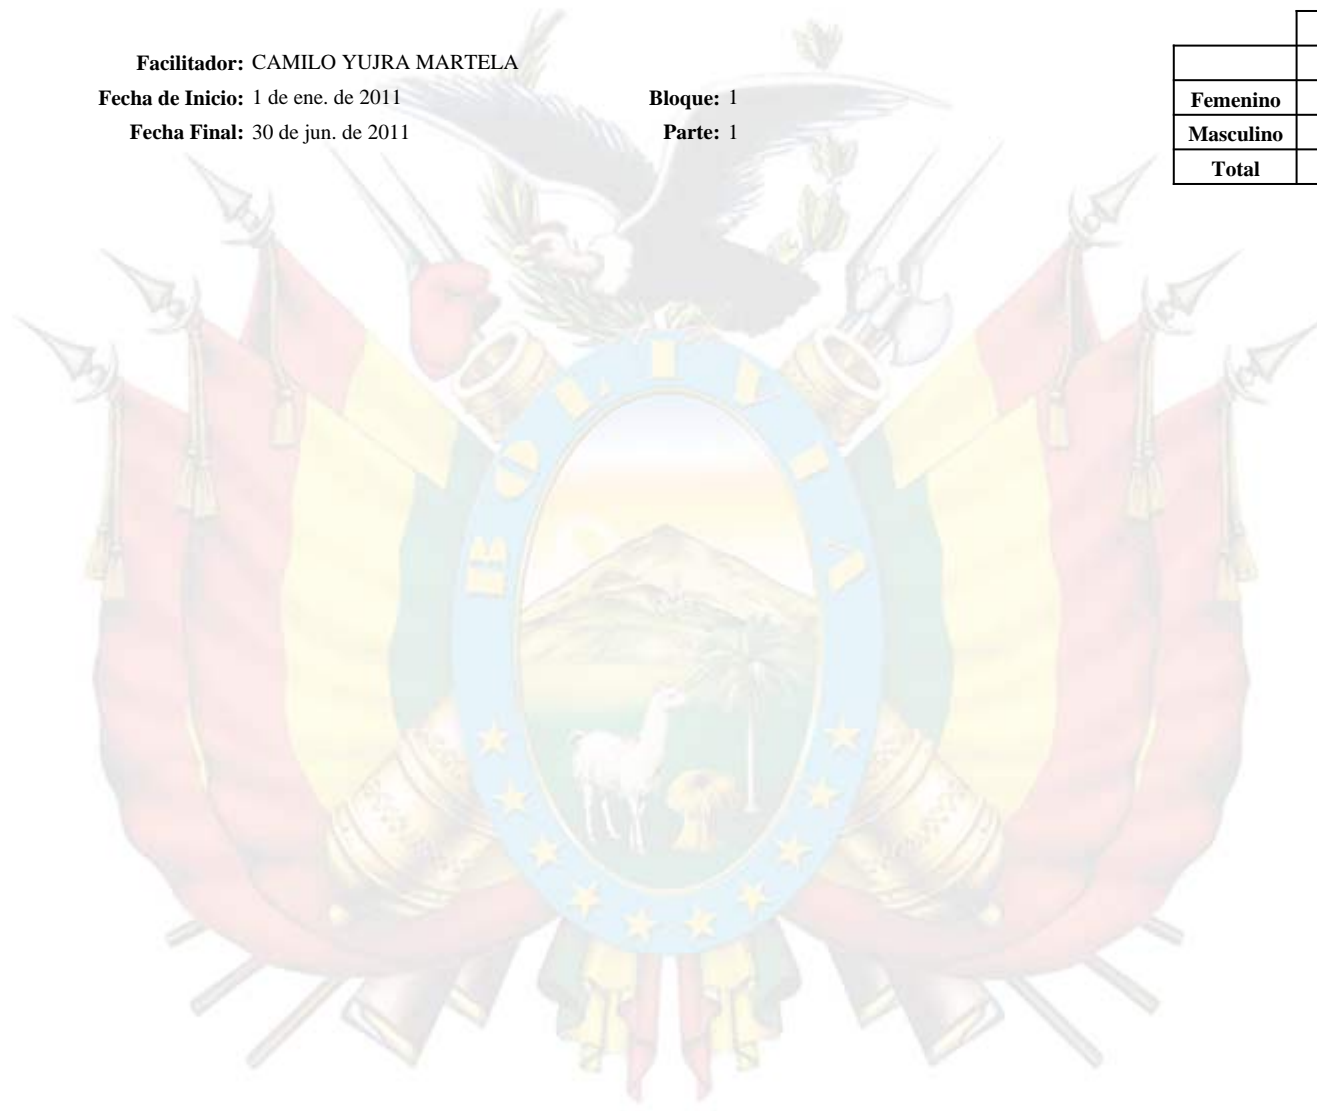 Facilitador: CAMILO YUJRA MARTELA
Fecha de Inicio: 1 de ene. de 2011 Bloque: 1
Fecha Final: 30 de jun. de 2011 Parte: 1
Femenino
Masculino
Total
BOLIVIA